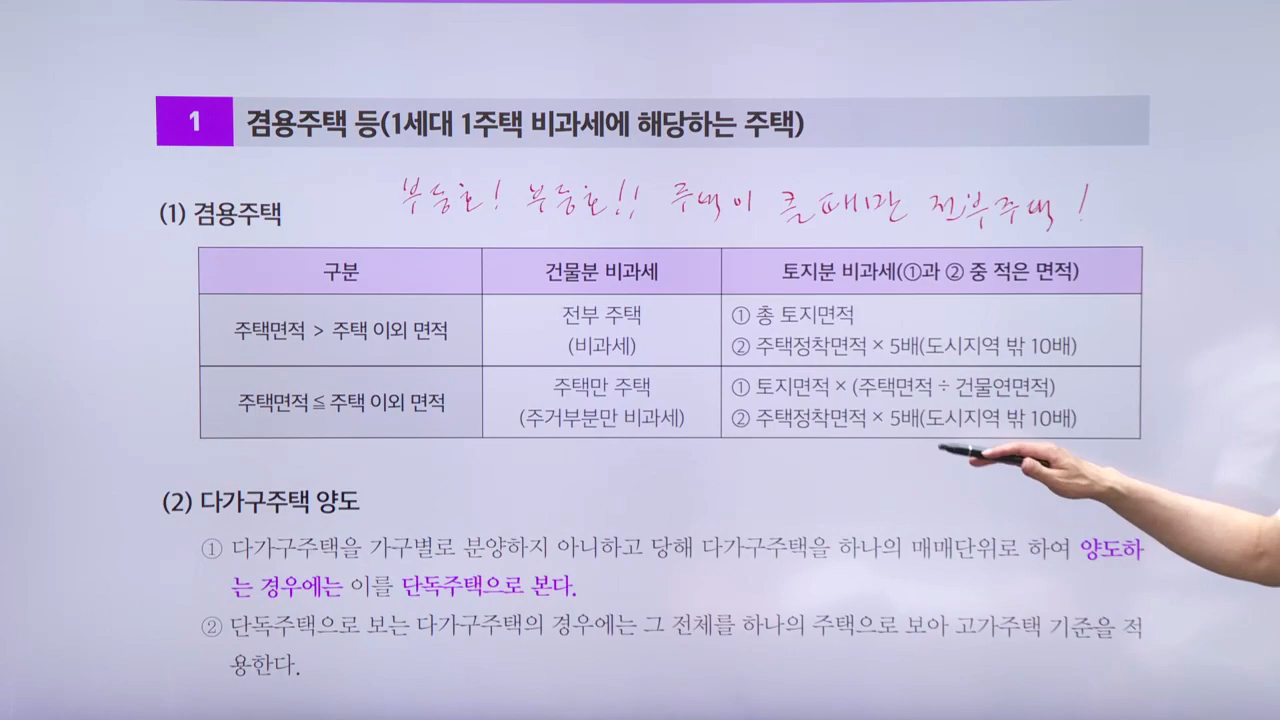 1 겸용주택 등(1세대 1주택 비과세에 해당하는 주택)
부등호! 부등호!! 주택이 클때만 전부주택!
(1) 겸용주택
구분 건물분 비과세 토지분 비과세(①과 ② 중 적은 면적)
주택면적 > 주택 이외 면적
전부 주택
(비과세)
① 총 토지면적
② 주택정착면적 × 5배(도시지역 밖 10배)
주택면적 ≦ 주택 이외 면적
주택만 주택
(주거부분만 비과세)
① 토지면적 × (주택면적 ÷ 건물연면적)
② 주택정착면적 × 5배(도시지역 밖 10배)
(2) 다가구주택 양도
① 다가구주택을 가구별로 분양하지 아니하고 당해 다가구주택을 하나의 매매단위로 하여 양도하
는 경우에는 이를 단독주택으로 본다.
② 단독주택으로 보는 다가구주택의 경우에는 그 전체를 하나의 주택으로 보아 고가주택 기준을 적
용한다.